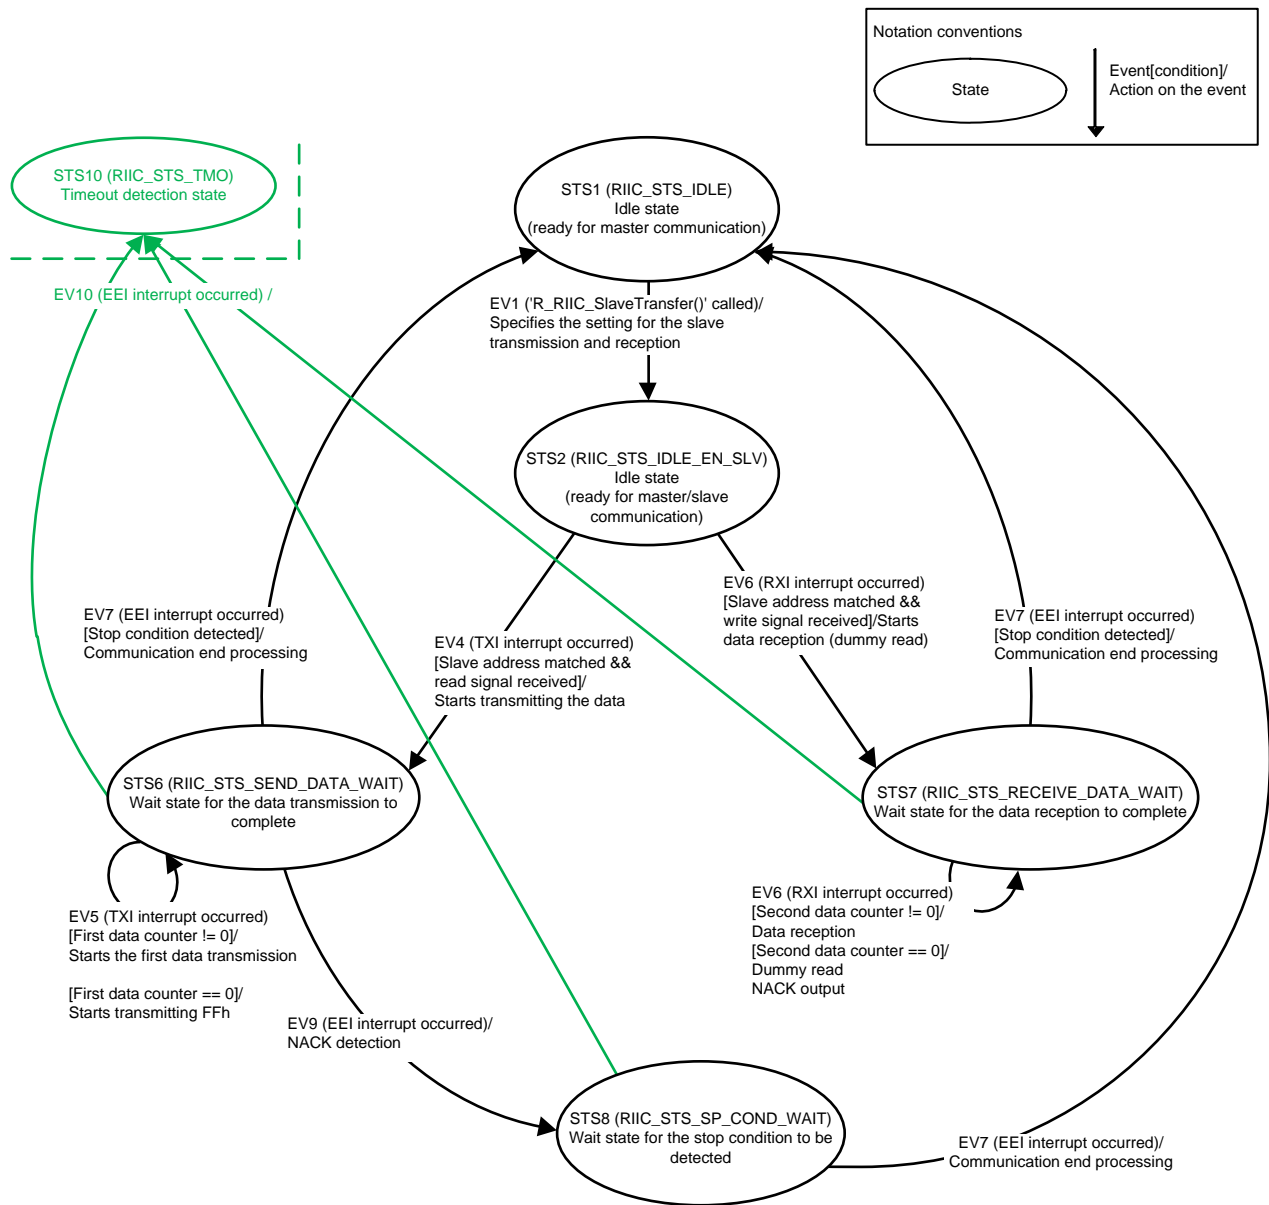 Notation conventions
State
Event[condition]/
Action on the event
STS10 (RIIC_STS_TMO)
Timeout detection state
STS1 (RIIC_STS_IDLE)
Idle state
(ready for master communication)
EV10 (EEI interrupt occurred) /
EV1 ('R_RIIC_SlaveTransfer()' called)/
Specifies the setting for the slave
transmission and reception
STS2 (RIIC_STS_IDLE_EN_SLV)
Idle state
(ready for master/slave
communication)
EV7 (EEI interrupt occurred)
[Stop condition detected]/
Communication end processing
EV4 (TXI interrupt occurred)
[Slave address matched &&
read signal received]/
Starts transmitting the data
EV6 (RXI interrupt occurred)
[Slave address matched &&
write signal received]/Starts
data reception (dummy read)
EV7 (EEI interrupt occurred)
[Stop condition detected]/
Communication end processing
STS6 (RIIC_STS_SEND_DATA_WAIT)
Wait state for the data transmission to
complete
STS7 (RIIC_STS_RECEIVE_DATA_WAIT)
Wait state for the data reception to complete
EV5 (TXI interrupt occurred)
[First data counter != 0]/
Starts the first data transmission
[First data counter == 0]/
Starts transmitting FFh
EV6 (RXI interrupt occurred)
[Second data counter != 0]/
Data reception
[Second data counter == 0]/
Dummy read
NACK output
EV9 (EEI interrupt occurred)/
NACK detection
STS8 (RIIC_STS_SP_COND_WAIT)
Wait state for the stop condition to be
detected
EV7 (EEI interrupt occurred)/
Communication end processing